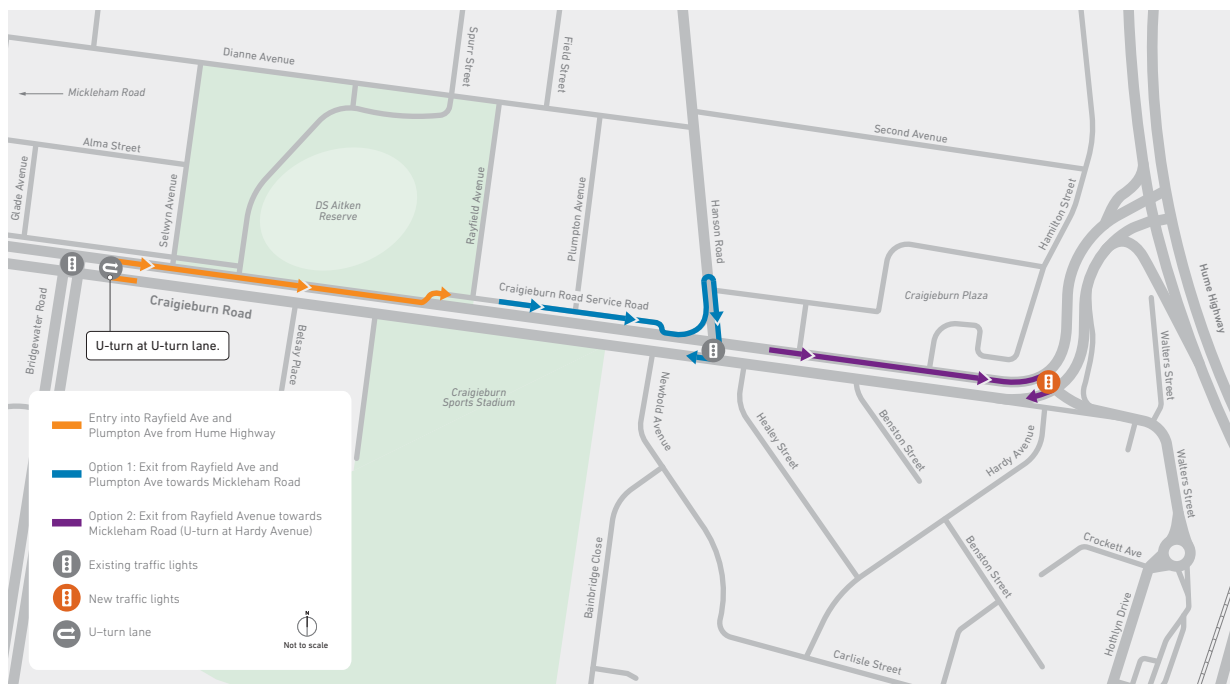 Dianne Avenue
Spurr Street
Field Street
Mickleham Road
Second Avenue
Alma Street
Glade Avenue
Selwyn Avenue
DS Aitken
Reserve
Rayfield Avenue
Plumpton Avenue
Hanson Road
Hamilton Street
Hume Highway
Craigieburn Road Service Road
Craigieburn Plaza
Craigieburn Road
Bridgewater Road
U-turn at U-turn lane.
Belsay Place
Craigieburn
Sports Stadium
Newbold Avenue
Healey Street
Benston Street
Hardy Avenue
Walters Street
Walters Street
Entry into Rayfield Ave and
Plumpton Ave from Hume Highway
Option 1: Exit from Rayfield Ave and
Plumpton Ave towards Mickleham Road
Option 2: Exit from Rayfield Avenue towards
Mickleham Road (U-turn at Hardy Avenue)
Existing traffic lights
New traffic lights
U–turn lane
N
Not to scale
Bainbridge Close
Benston Street
Crockett Ave
Hothlyn Drive
Carlisle Street